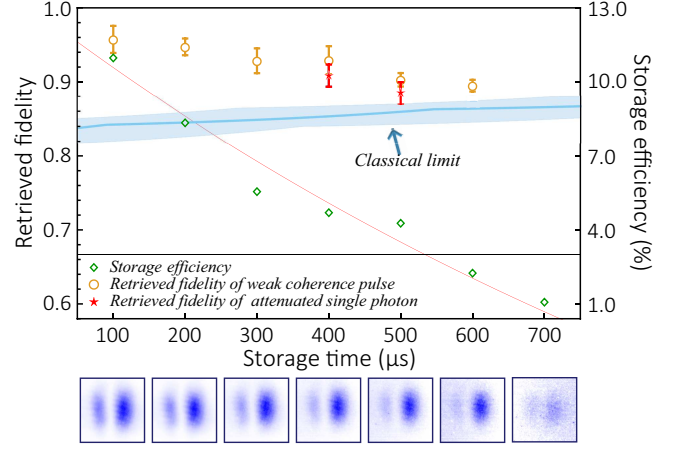 1.0
0.9
0.8
0.7
0.6
Retrieved fidelity
13.0
10.0
7.0
4.0
1.0
Storage efficiency (%)
Classical limit
Storage efficiency
Retrieved fidelity of weak coherence pulse
Retrieved fidelity of attenuated single photon
100 200 300 400 500 600 700
Storage time (μs)